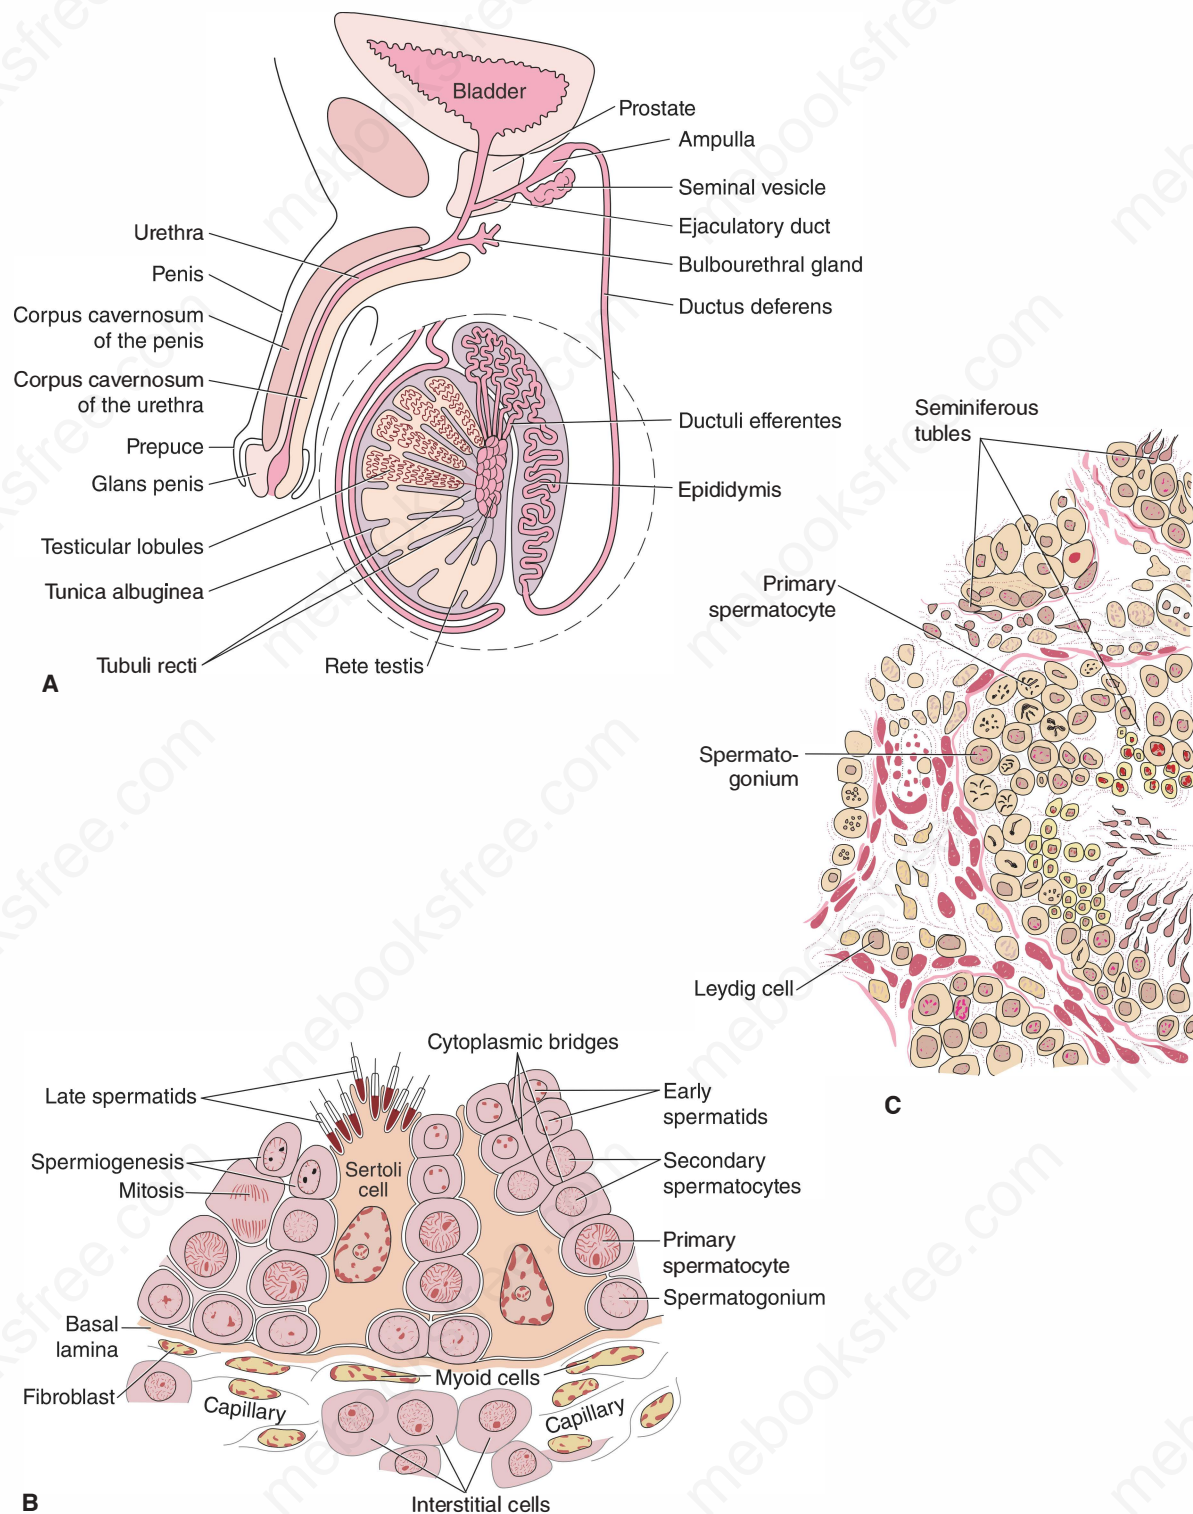 Bladder
Prostate
Ampulla
Seminal vesicle
Ejaculatory duct
Bulbourethral gland
Ductus deferens
Urethra
Penis
Corpus cavernosum
of the penis
Corpus cavernosum
of the urethra
Prepuce
Glans penis
Testicular lobules
Tunica albuginea
Tubuli recti
Rete testis
Ductuli efferentes
Epididymis
A
Seminiferous
tubles
Primary
spermatocyte
Spermato-
gonium
Leydig cell
C
Cytoplasmic bridges
Late spermatids
Early
spermatids
Spermiogenesis
Mitosis
Sertoli
cell
Secondary
spermatocytes
Primary
spermatocyte
Spermatogonium
Basal
lamina
Fibroblast
Myoid cells
Capillary
Capillary
Interstitial cells
B
mebooksfree.com